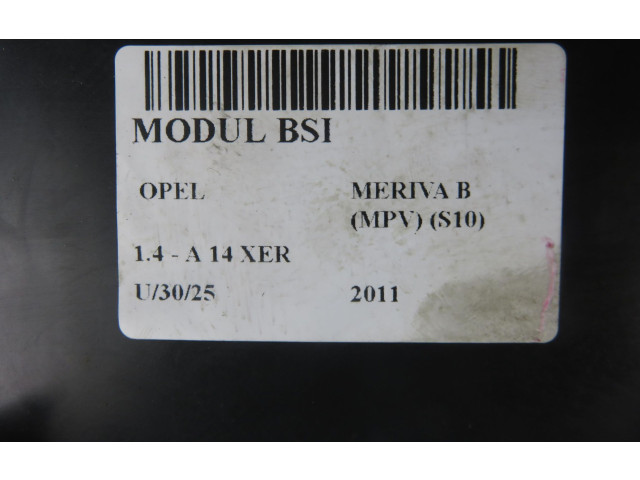 MODUL BSI
OPEL MERIVA B
(MPV) (S10)
1.4 - A 14 XER
U/30/25 2011